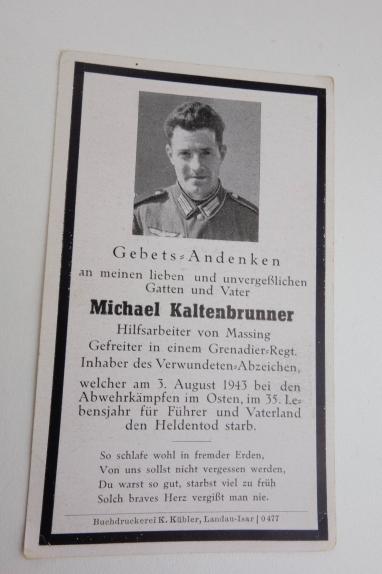 Gebets-Andenken
an meinen lieben und unvergeßlichen
Gatten und Vater
Michael Kaltenbrunner
Hilfsarbeiter von Massing
Gefreiter in einem Grenadier-Regt.
Inhaber des Verwundeten-Abzeichen,
welcher am 3. August 1943 bei den
Abwehrkämpfen im Osten, im 35. Le-
bensjahr für Führer und Vaterland
den Heldentod starb.
So schlafe wohl in fremder Erden,
Von uns sollst nicht vergessen werden,
Du warst so gut, starbst viel zu früh
Solch braves Herz vergißt man nie.
Buchdruckerei K. Kübler, Landau-Isar | 0477